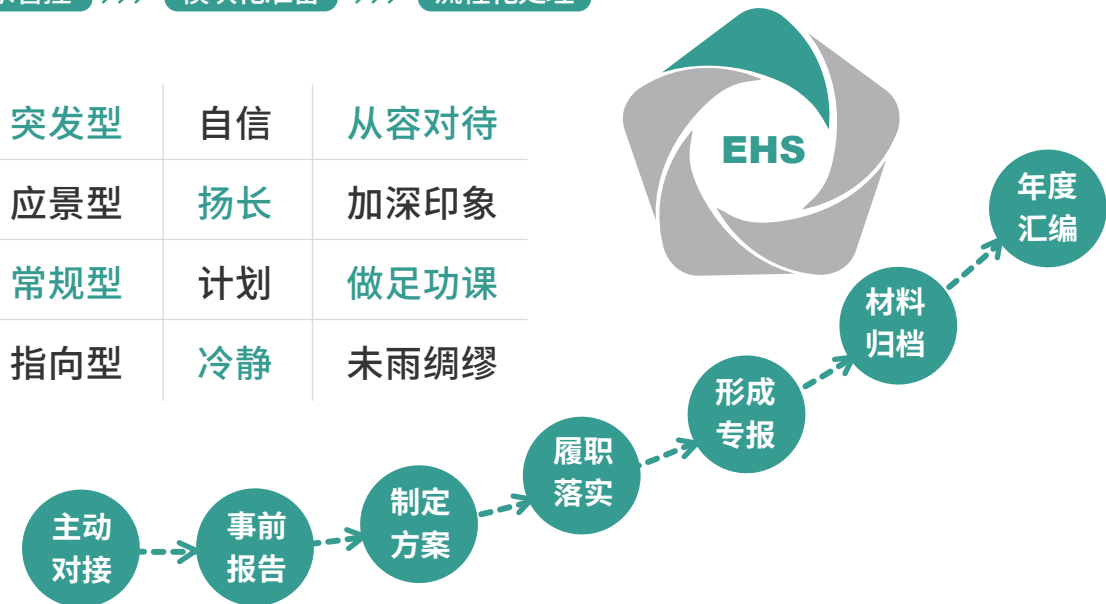 突发型 自信 从容对待
应景型 扬长 加深印象
常规型 计划 做足功课
指向型 冷静 未雨绸缪
EHS
主动
对接
事前
报告
制定
方案
履职
落实
形成
专报
材料
归档
年度
汇编